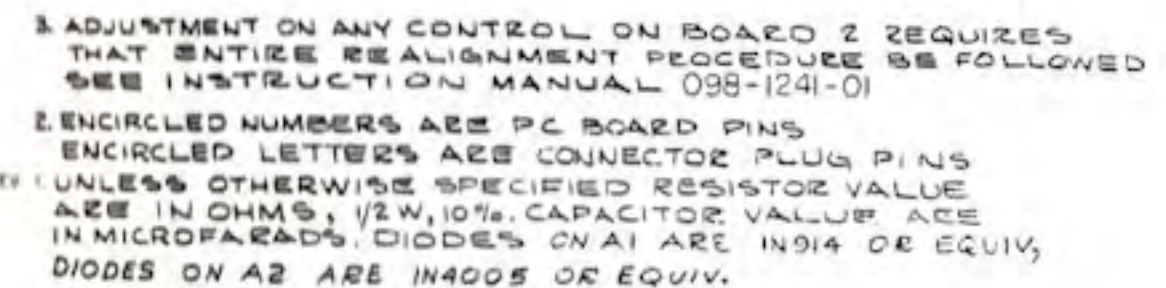 3. ADJUSTMENT ON ANY CONTROL ON BOARD 2 REQUIRES
THAT ENTIRE REALIGNMENT PROCEDURE BE FOLLOWED
SEE INSTRUCTION MANUAL 098-1241-01
2. ENCIRCLED NUMBERS ARE PC BOARD PINS
ENCIRCLED LETTERS ARE CONNECTOR PLUG PINS
1. UNLESS OTHERWISE SPECIFIED RESISTOR VALUE
ARE IN OHMS, 1/2 W, 10%. CAPACITOR VALUE ARE
IN MICROFARADS. DIODES ON A1 ARE IN914 OR EQUIV,
DIODES ON A2 ARE IN4005 OR EQUIV.